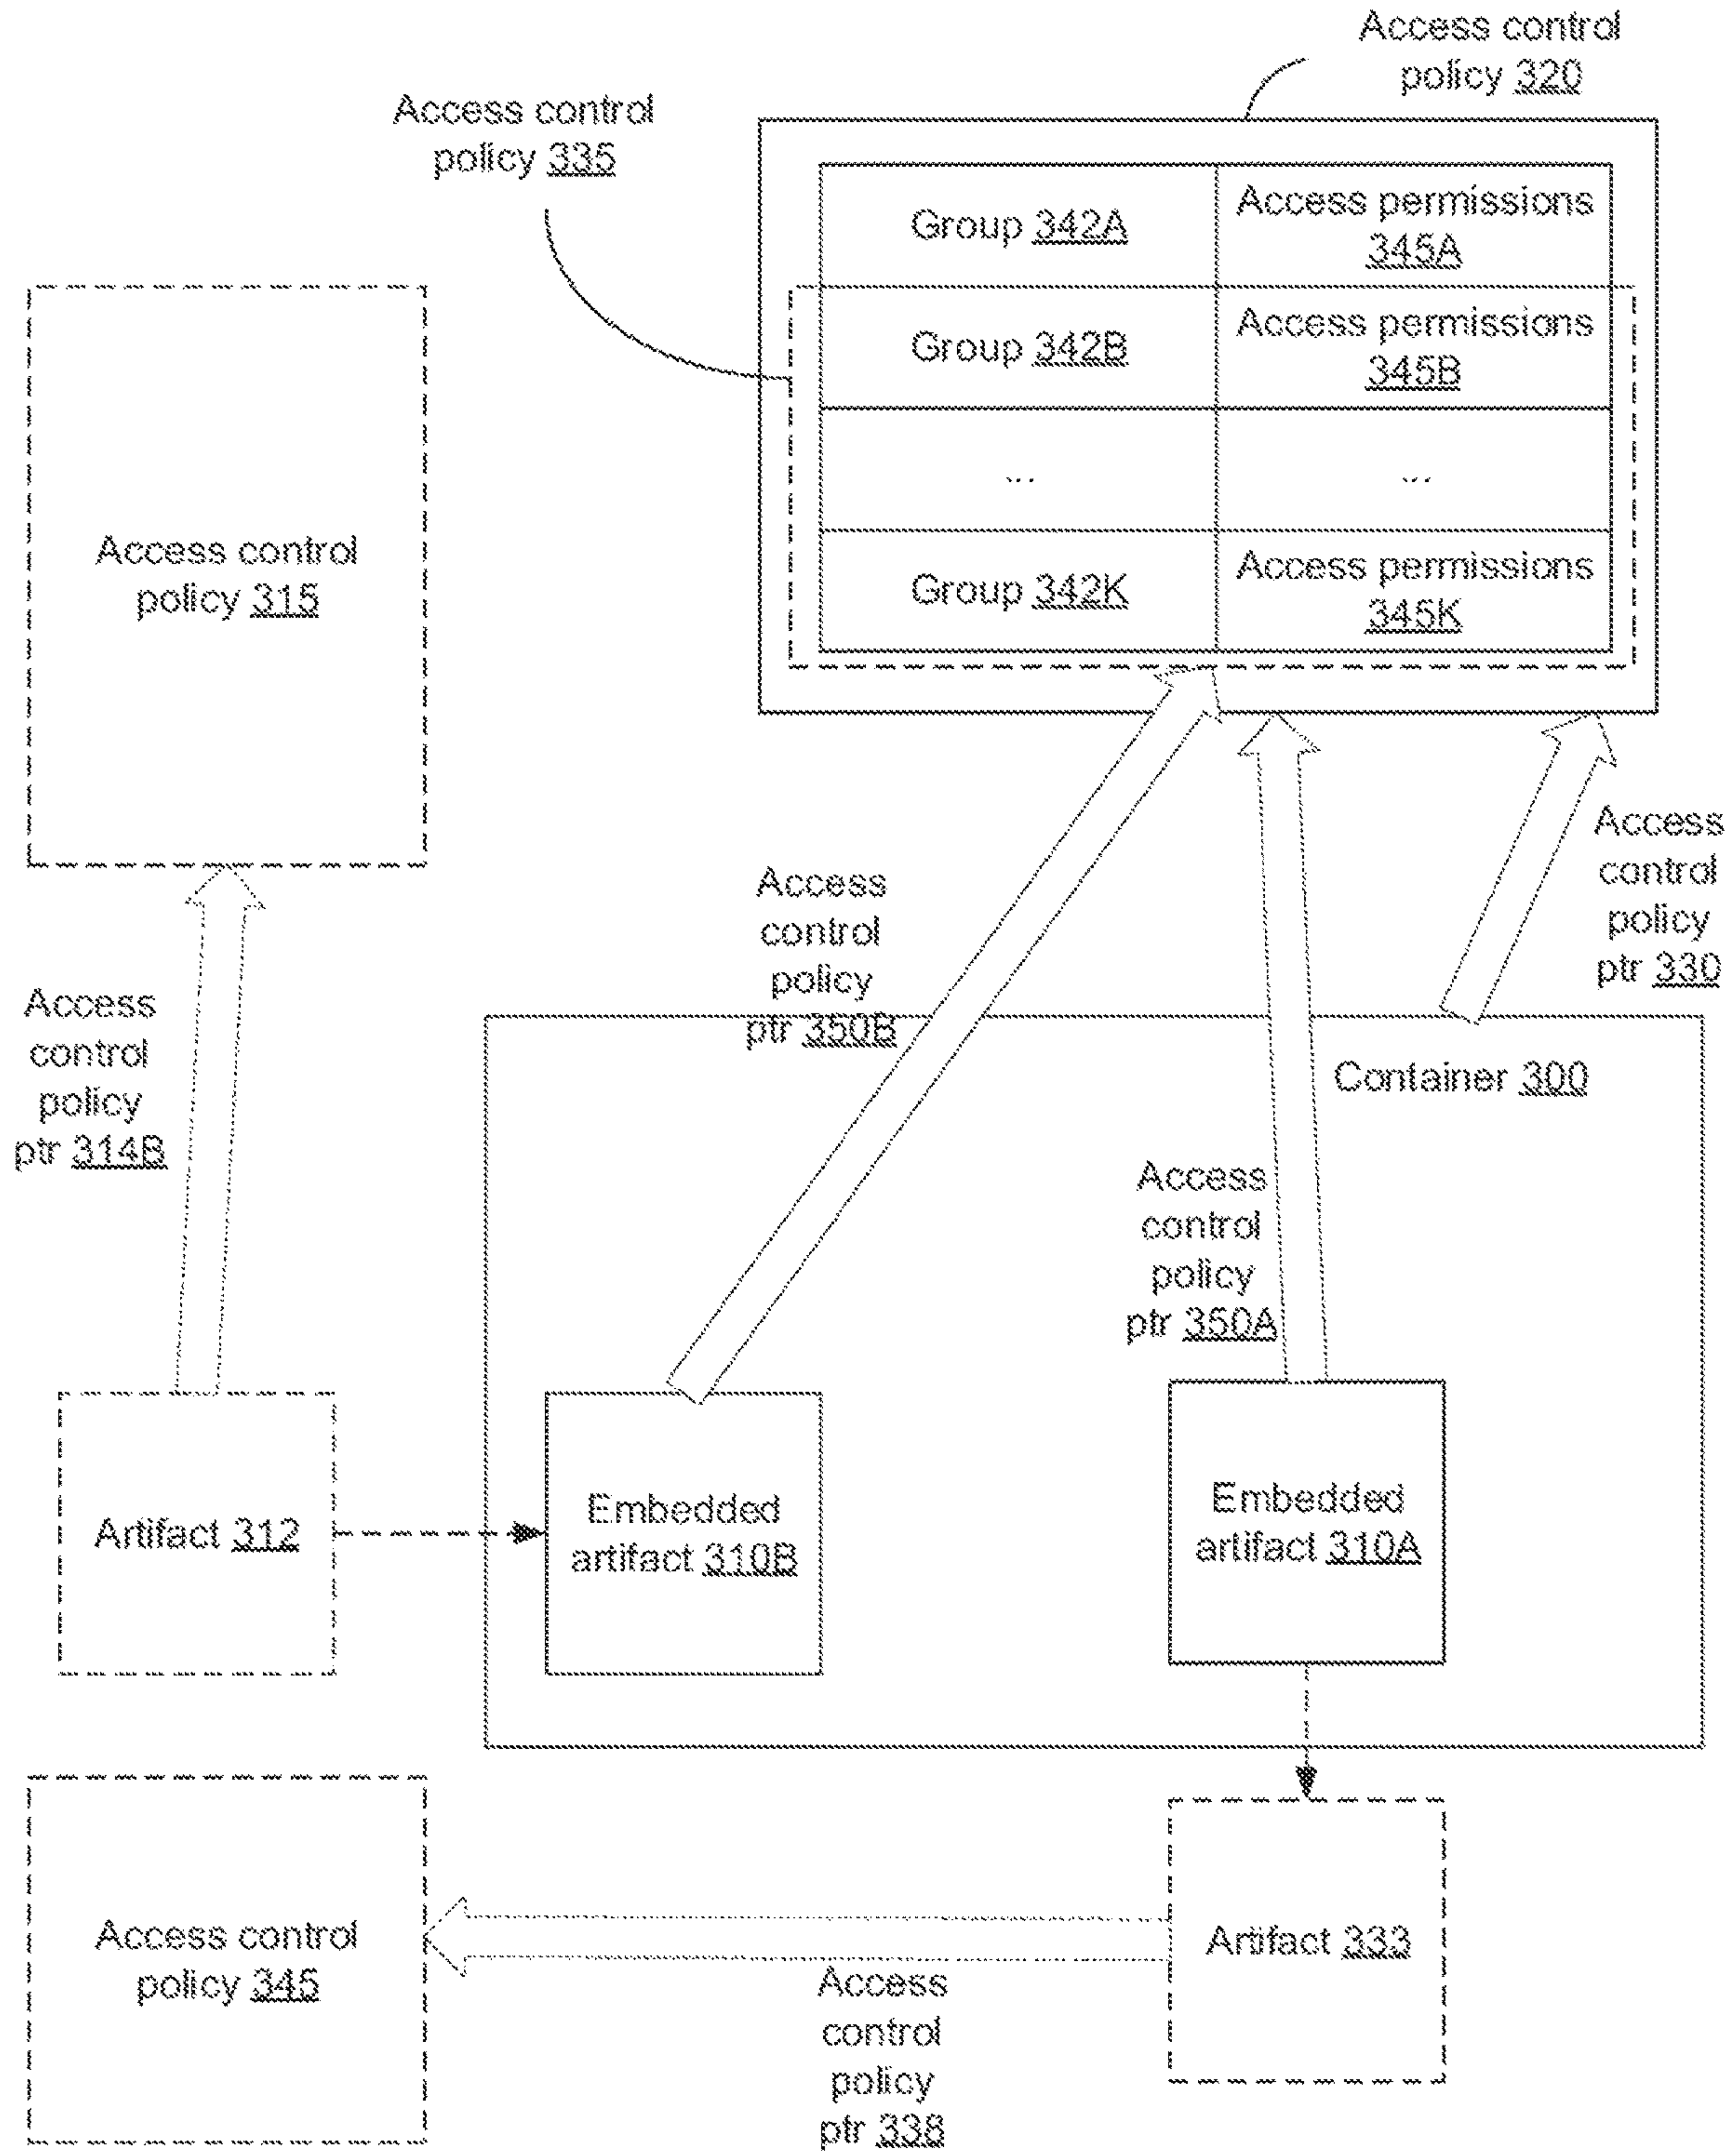 Access control
policy 320
Access control
policy 335
Group 342A
Access permissions
345A
Group 342B
Access permissions
345B
...
...
Group 342K
Access permissions
345K
Access control
policy 315
Access
control
policy
ptr 330
Access
control
policy
ptr 350B
Access
control
policy
ptr 314B
Container 300
Access
control
policy
ptr 350A
Artifact 312
Embedded
artifact 310B
Embedded
artifact 310A
Access control
policy 345
Artifact 333
Access
control
policy
ptr 338